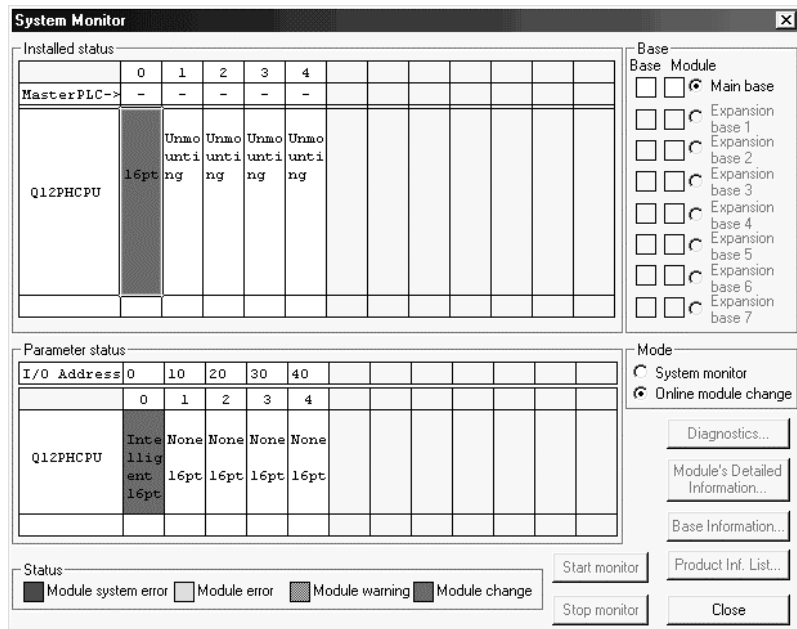 System Monitor
Installed status
0 1 2 3 4
MasterPLC-> - - - - -
Q12PHCPU
16pt
Unmo
unti
ng
Unmo
unti
ng
Unmo
unti
ng
Unmo
unti
ng
Base
Base Module
Main base
Expansion
base 1
Expansion
base 2
Expansion
base 3
Expansion
base 4
Expansion
base 5
Expansion
base 6
Expansion
base 7
Parameter status
I/O Address 0 10 20 30 40
0 1 2 3 4
Q12PHCPU
Inte
llig
ent
16pt
None
16pt
None
16pt
None
16pt
None
16pt
Mode
System monitor
Online module change
Diagnostics...
Module's Detailed
Information...
Base Information...
Product Inf. List...
Close
Status
Module system error Module error Module warning Module change
Start monitor
Stop monitor